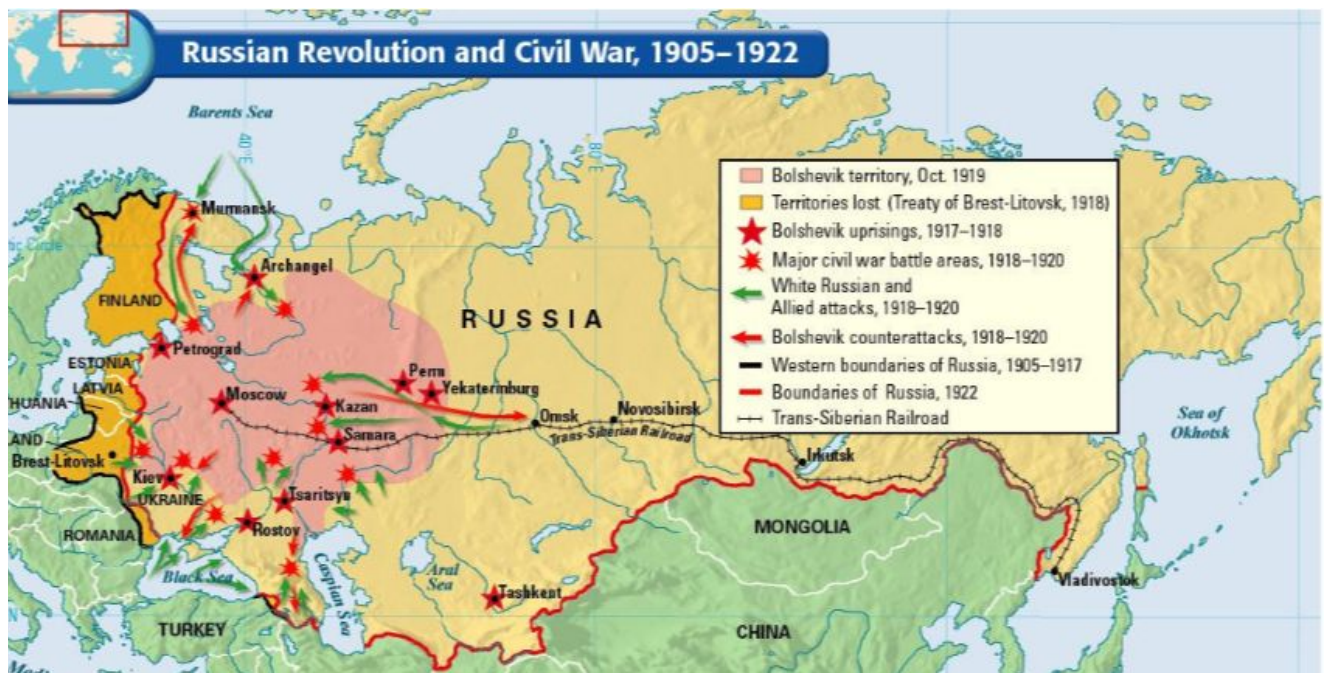 Russian Revolution and Civil War, 1905–1922
Barents Sea
40°E
80°E
120°
Bolshevik territory, Oct. 1919
Territories lost (Treaty of Brest-Litovsk, 1918)
Bolshevik uprisings, 1917–1918
Major civil war battle areas, 1918–1920
White Russian and
Allied attacks, 1918–1920
Bolshevik counterattacks, 1918–1920
Western boundaries of Russia, 1905–1917
Boundaries of Russia, 1922
Trans-Siberian Railroad
Murmansk
tic Circle
Archangel
FINLAND
RUSSIA
Petrograd
ESTONIA
LATVIA
HUANIA
Perm
Yekaterinburg
Moscow
Kazan
Omsk
Novosibirsk
Trans-Siberian Railroad
Sea of
Okhotsk
AND
Samara
Brest-Litovsk
Irkutsk
Kiev
UKRAINE
Tsaritsyn
ROMANIA
Rostov
MONGOLIA
Black Sea
Caspian Sea
Aral
Sea
Tashkent
Vladivostok
TURKEY
CHINA